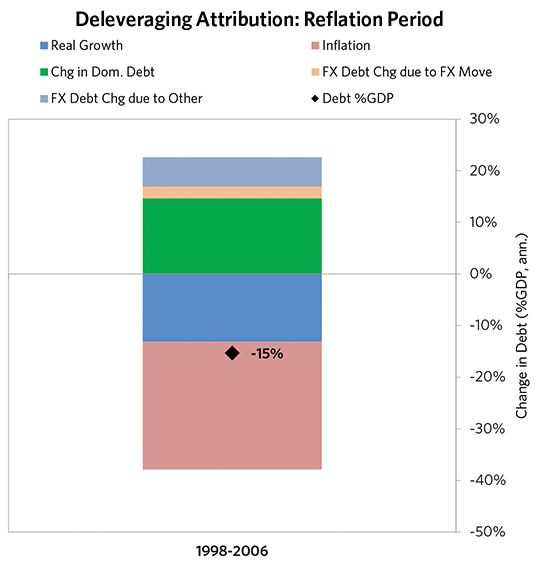 Deleveraging Attribution: Reflation Period
Real Growth
Inflation
Chg in Dom. Debt
FX Debt Chg due to FX Move
FX Debt Chg due to Other
Debt %GDP
30%
20%
10%
0%
-10%
-15%
-20%
-30%
-40%
-50%
Change in Debt (%GDP, ann.)
1998-2006